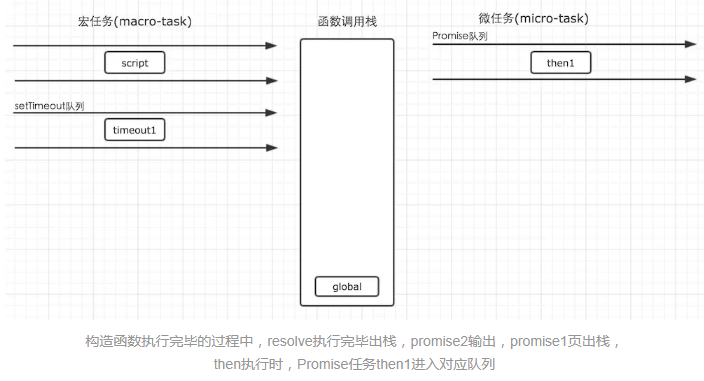 宏任务(macro-task)
函数调用栈
微任务(micro-task)
Promise队列
script
then1
setTimeout队列
timeout1
global
构造函数执行完毕的过程中，resolve执行完毕出栈，promise2输出，promise1页出栈，
then执行时，Promise任务then1进入对应队列